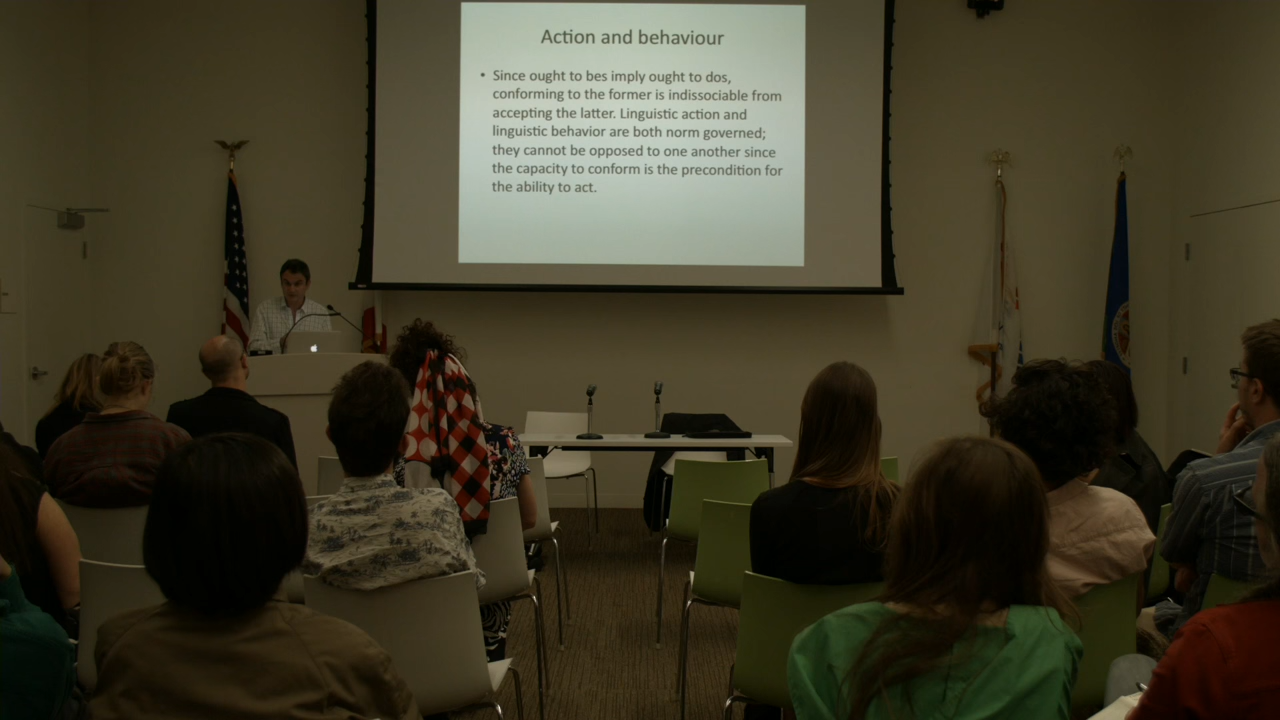 Action and behaviour
• Since ought to bes imply ought to dos,
conforming to the former is indissociable from
accepting the latter. Linguistic action and
linguistic behavior are both norm governed;
they cannot be opposed to one another since
the capacity to conform is the precondition for
the ability to act.